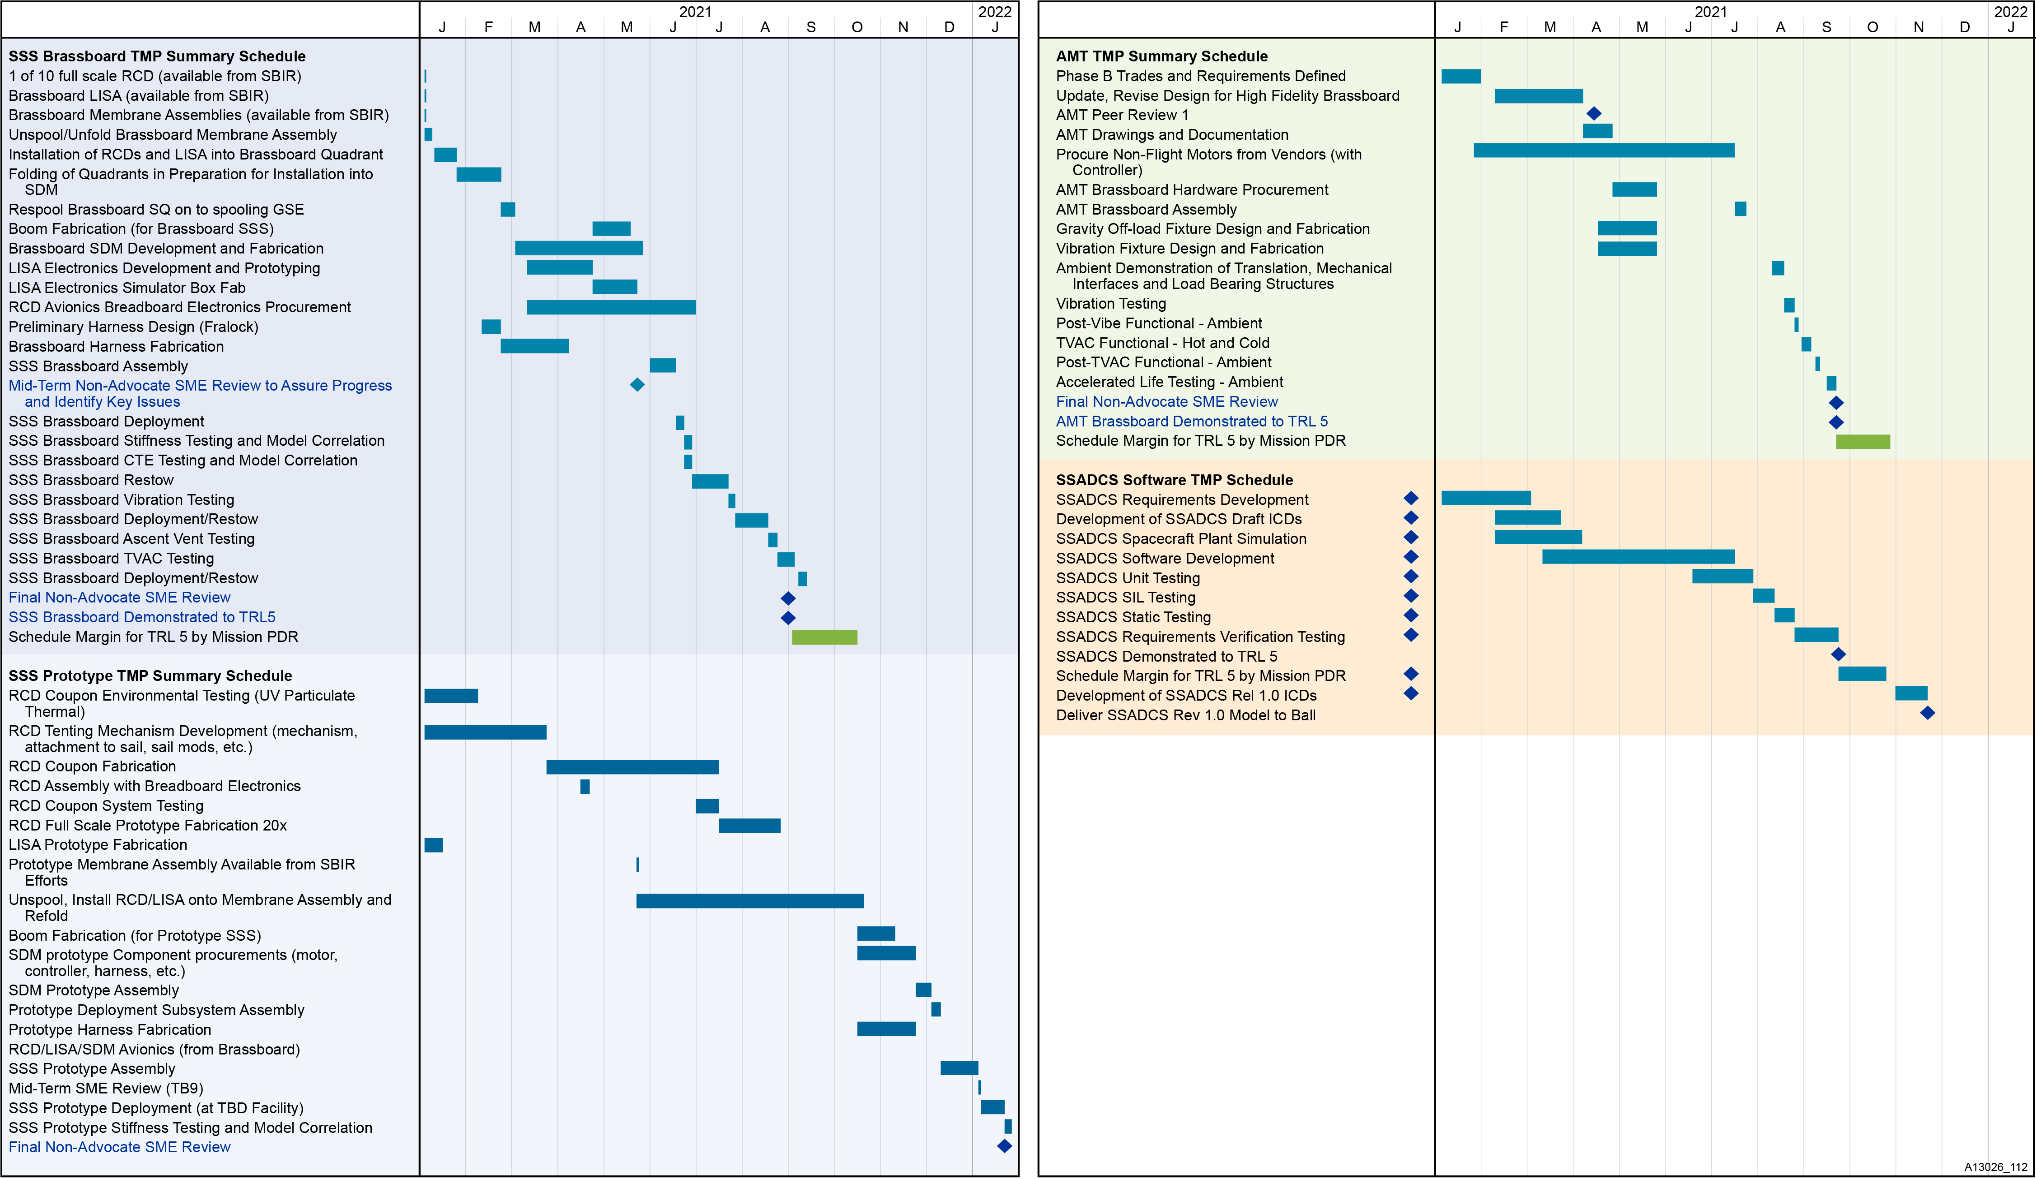 2021 2022
J F M A M J J A S O N D J
SSS Brassboard TMP Summary Schedule
1 of 10 full scale RCD (available from SBIR)
Brassboard LISA (available from SBIR)
Brassboard Membrane Assemblies (available from SBIR)
Unspool/Unfold Brassboard Membrane Assembly
Installation of RCDs and LISA into Brassboard Quadrant
Folding of Quadrants in Preparation for Installation into
SDM
Respool Brassboard SQ on to spooling GSE
Boom Fabrication (for Brassboard SSS)
Brassboard SDM Development and Fabrication
LISA Electronics Development and Prototyping
LISA Electronics Simulator Box Fab
RCD Avionics Breadboard Electronics Procurement
Preliminary Harness Design (Fralock)
Brassboard Harness Fabrication
SSS Brassboard Assembly
Mid-Term Non-Advocate SME Review to Assure Progress
and Identify Key Issues
SSS Brassboard Deployment
SSS Brassboard Stiffness Testing and Model Correlation
SSS Brassboard CTE Testing and Model Correlation
SSS Brassboard Restow
SSS Brassboard Vibration Testing
SSS Brassboard Deployment/Restow
SSS Brassboard Ascent Vent Testing
SSS Brassboard TVAC Testing
SSS Brassboard Deployment/Restow
Final Non-Advocate SME Review
SSS Brassboard Demonstrated to TRL5
Schedule Margin for TRL 5 by Mission PDR
SSS Prototype TMP Summary Schedule
RCD Coupon Environmental Testing (UV Particulate
Thermal)
RCD Tenting Mechanism Development (mechanism,
attachment to sail, sail mods, etc.)
RCD Coupon Fabrication
RCD Assembly with Breadboard Electronics
RCD Coupon System Testing
RCD Full Scale Prototype Fabrication 20x
LISA Prototype Fabrication
Prototype Membrane Assembly Available from SBIR
Efforts
Unspool, Install RCD/LISA onto Membrane Assembly and
Refold
Boom Fabrication (for Prototype SSS)
SDM prototype Component procurements (motor,
controller, harness, etc.)
SDM Prototype Assembly
Prototype Deployment Subsystem Assembly
Prototype Harness Fabrication
RCD/LISA/SDM Avionics (from Brassboard)
SSS Prototype Assembly
Mid-Term SME Review (TB9)
SSS Prototype Deployment (at TBD Facility)
SSS Prototype Stiffness Testing and Model Correlation
Final Non-Advocate SME Review
2021 2022
J F M A M J J A S O N D J
AMT TMP Summary Schedule
Phase B Trades and Requirements Defined
Update, Revise Design for High Fidelity Brassboard
AMT Peer Review 1
AMT Drawings and Documentation
Procure Non-Flight Motors from Vendors (with
Controller)
AMT Brassboard Hardware Procurement
AMT Brassboard Assembly
Gravity Off-load Fixture Design and Fabrication
Vibration Fixture Design and Fabrication
Ambient Demonstration of Translation, Mechanical
Interfaces and Load Bearing Structures
Vibration Testing
Post-Vibe Functional - Ambient
TVAC Functional - Hot and Cold
Post-TVAC Functional - Ambient
Accelerated Life Testing - Ambient
Final Non-Advocate SME Review
AMT Brassboard Demonstrated to TRL 5
Schedule Margin for TRL 5 by Mission PDR
SSADCS Software TMP Schedule
SSADCS Requirements Development
Development of SSADCS Draft ICDs
SSADCS Spacecraft Plant Simulation
SSADCS Software Development
SSADCS Unit Testing
SSADCS SIL Testing
SSADCS Static Testing
SSADCS Requirements Verification Testing
SSADCS Demonstrated to TRL 5
Schedule Margin for TRL 5 by Mission PDR
Development of SSADCS Rel 1.0 ICDs
Deliver SSADCS Rev 1.0 Model to Ball
A13026_112